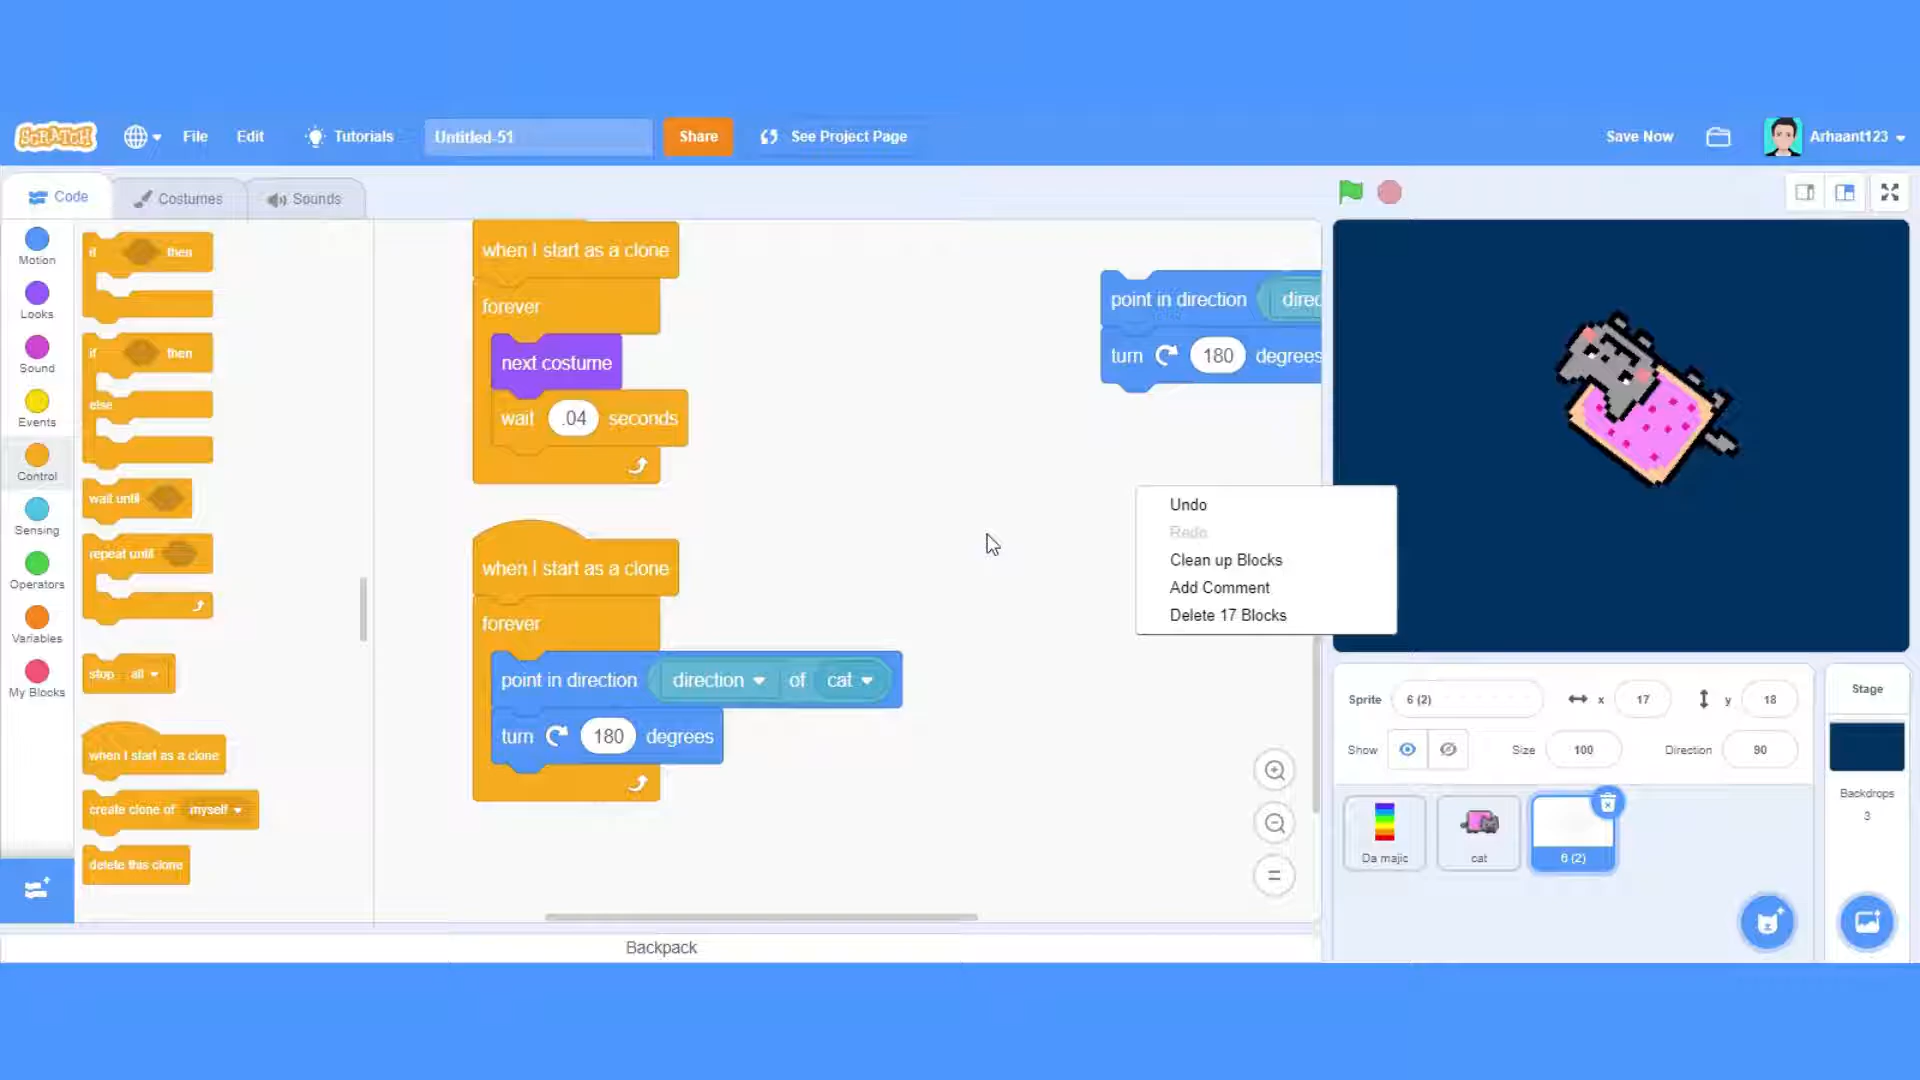 SCRATCH
File
Edit
Tutorials
Untitled-51
Share
See Project Page
Save Now
Arhaant123
Code
Costumes
Sounds
Motion
Looks
Sound
Events
Control
Sensing
Operators
Variables
My Blocks
if then
if then
else
wait until
repeat until
stop all
when I start as a clone
create clone of myself
delete this clone
when I start as a clone
forever
next costume
wait .04 seconds
when I start as a clone
forever
point in direction direction of cat
turn 180 degrees
point in direction direc
turn 180 degrees
Undo
Redo
Clean up Blocks
Add Comment
Delete 17 Blocks
Backpack
Sprite 6 (2) x 17 y 18
Show Size 100 Direction 90
Da majic
cat
6 (2)
Stage
Backdrops
3